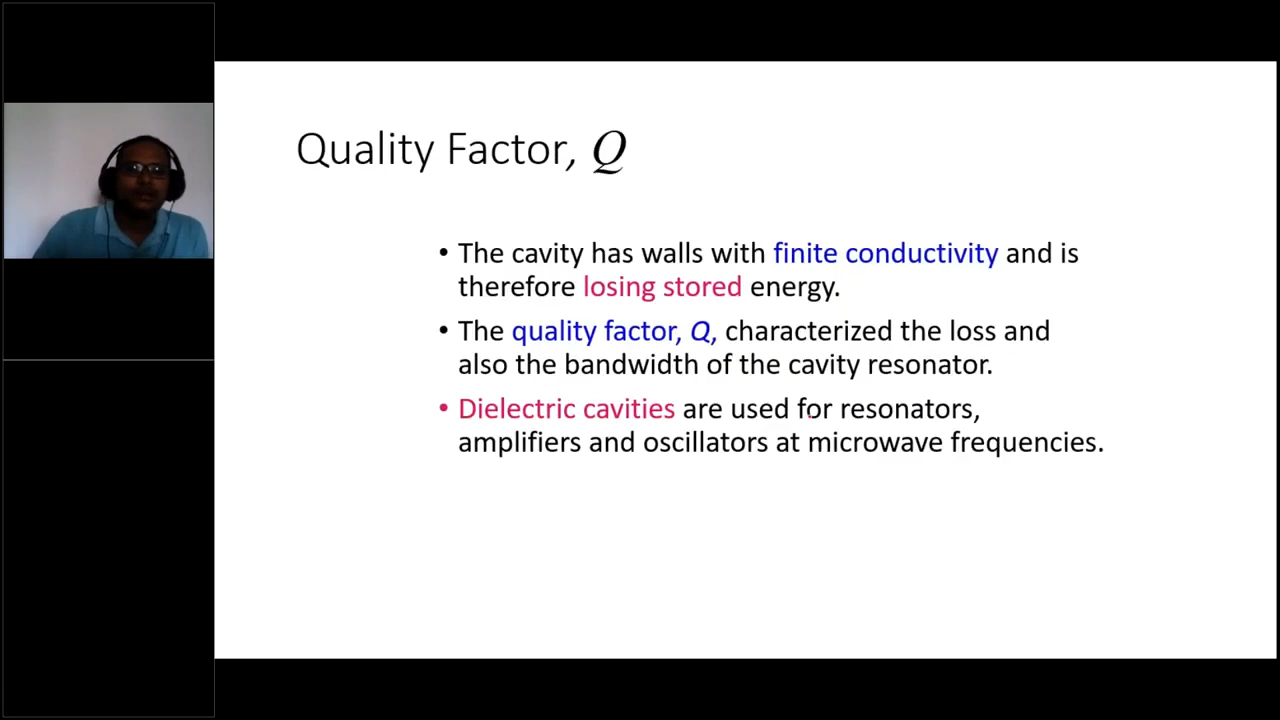 Quality Factor, Q
• The cavity has walls with finite conductivity and is
therefore losing stored energy.
• The quality factor, Q, characterized the loss and
also the bandwidth of the cavity resonator.
• Dielectric cavities are used for resonators,
amplifiers and oscillators at microwave frequencies.